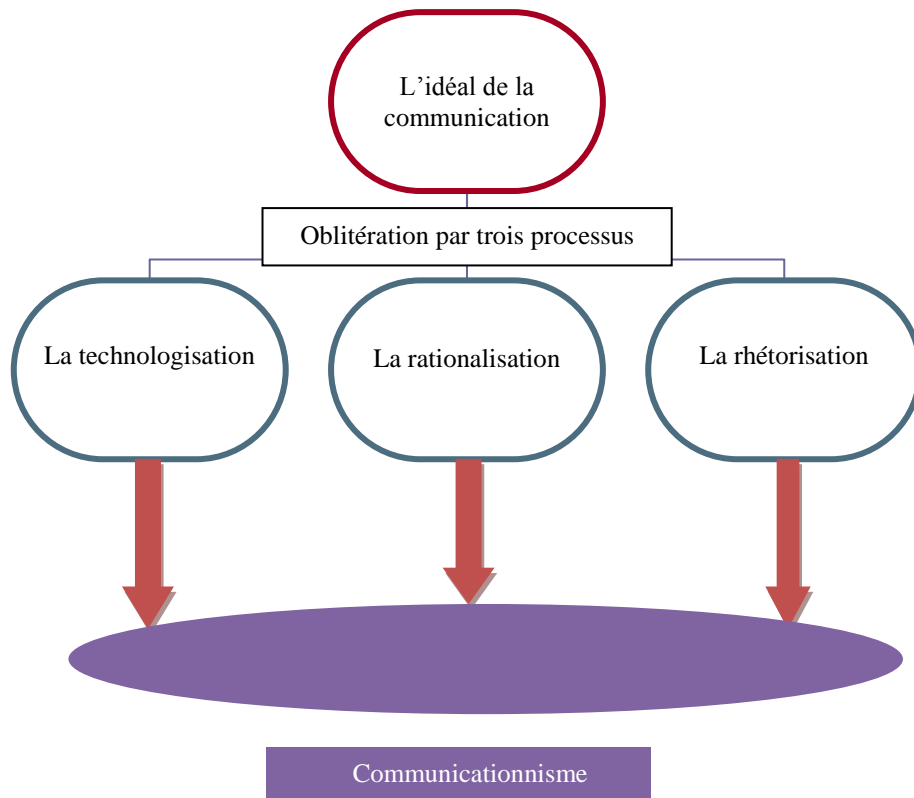 L’idéal de la
communication
Oblitération par trois processus
La technologisation
La rationalisation
La rhétorisation
Communicationnisme